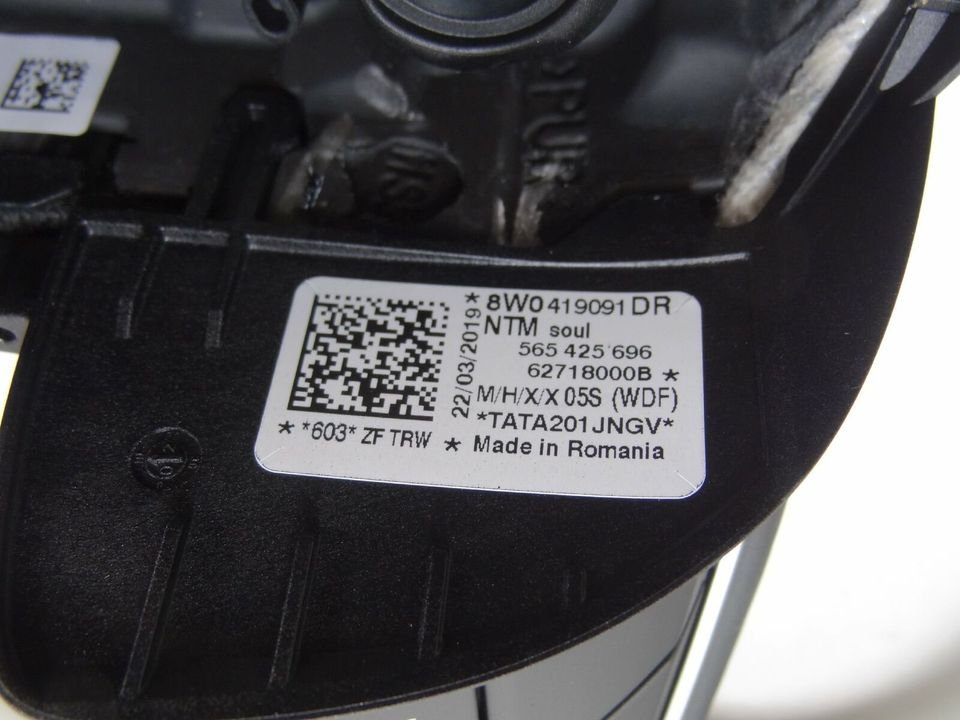 >PUR
*8W0 419091 DR
NTM soul
565 425 696
62718000B *
M/H/X/X 05S (WDF)
*TATA201JNGV*
* Made in Romania
22/03/2019
* *603* ZF TRW